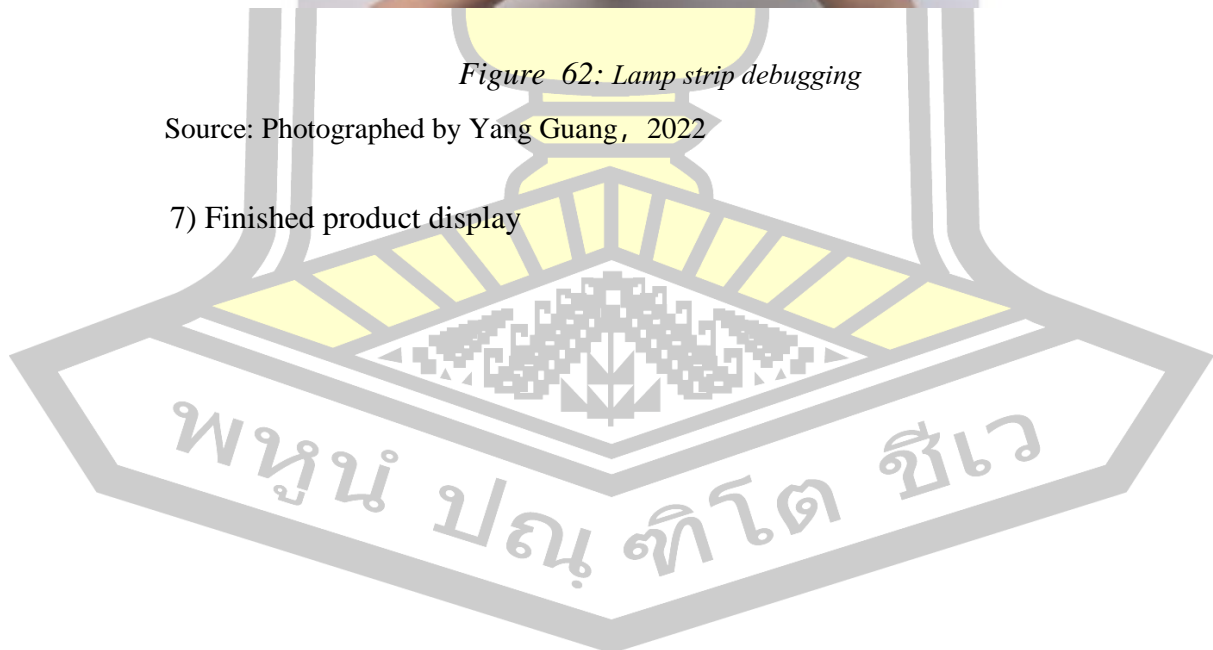 Figure 62: Lamp strip debugging
Source: Photographed by Yang Guang, 2022
7) Finished product display
พหูนํ ปณฺฑิโต ชีเว